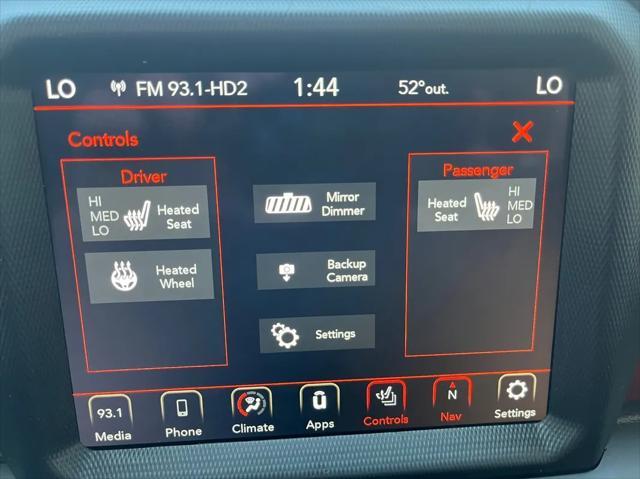 LO FM 93.1-HD2 1:44 52°out. LO
Controls
Driver
HI
MED
LO
Heated
Seat
Heated
Wheel
Mirror
Dimmer
Backup
Camera
Settings
Passenger
Heated
Seat
HI
MED
LO
93.1
Media
Phone
Climate
Apps
Controls
N
Nav
Settings